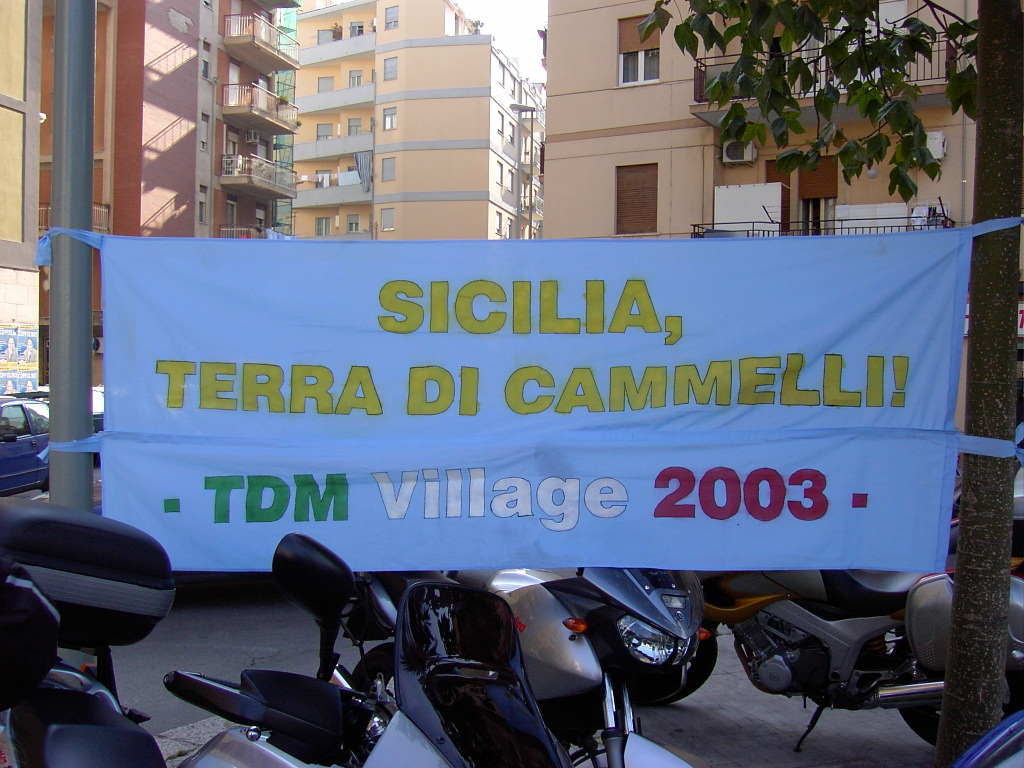 SICILIA,
TERRA DI CAMMELLI!
· TDM Village 2003 ·